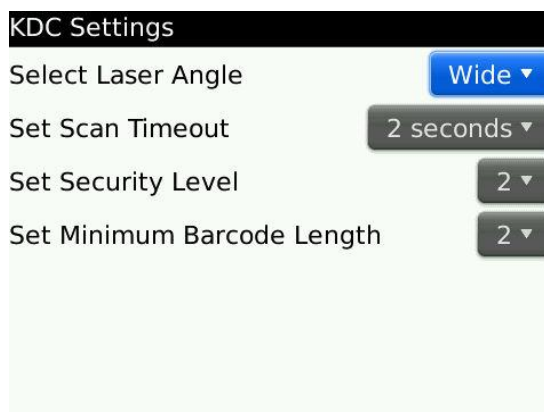 KDC Settings
Select Laser Angle Wide
Set Scan Timeout 2 seconds
Set Security Level 2
Set Minimum Barcode Length 2